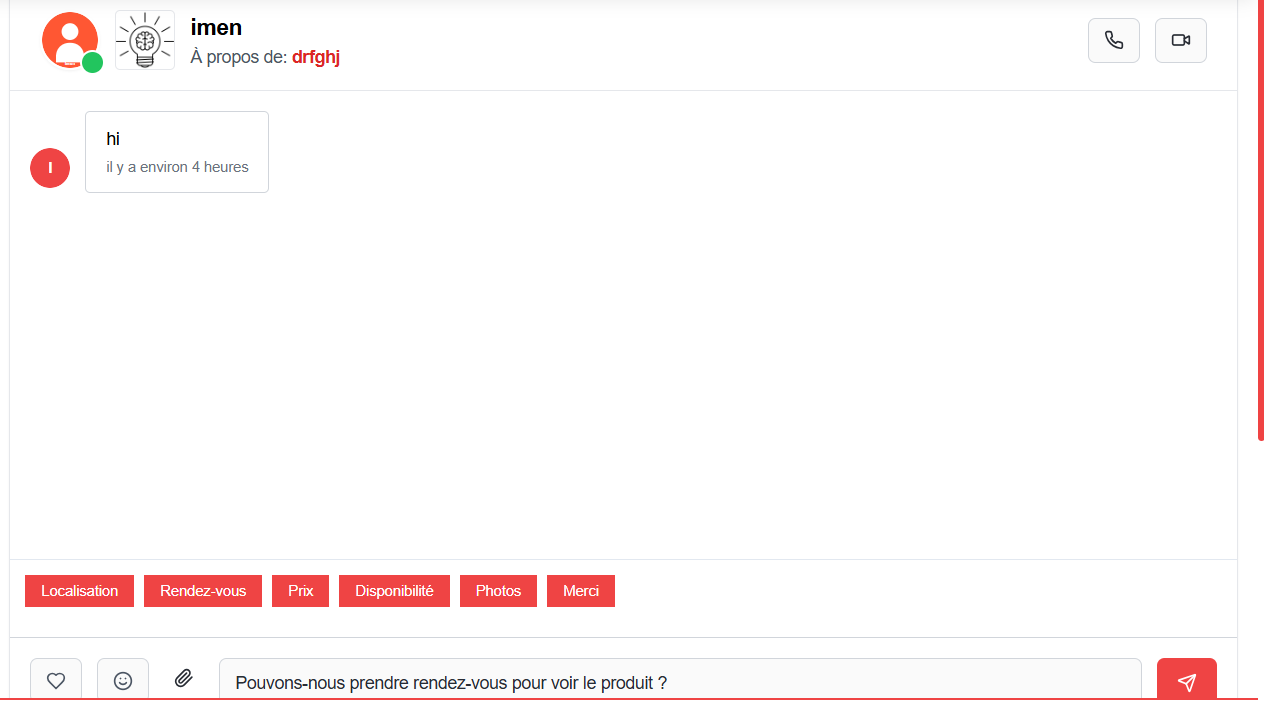 imen
À propos de: drfghj
hi
I
il y a environ 4 heures
Localisation Rendez-vous Prix Disponibilité Photos Merci
Pouvons-nous prendre rendez-vous pour voir le produit ?